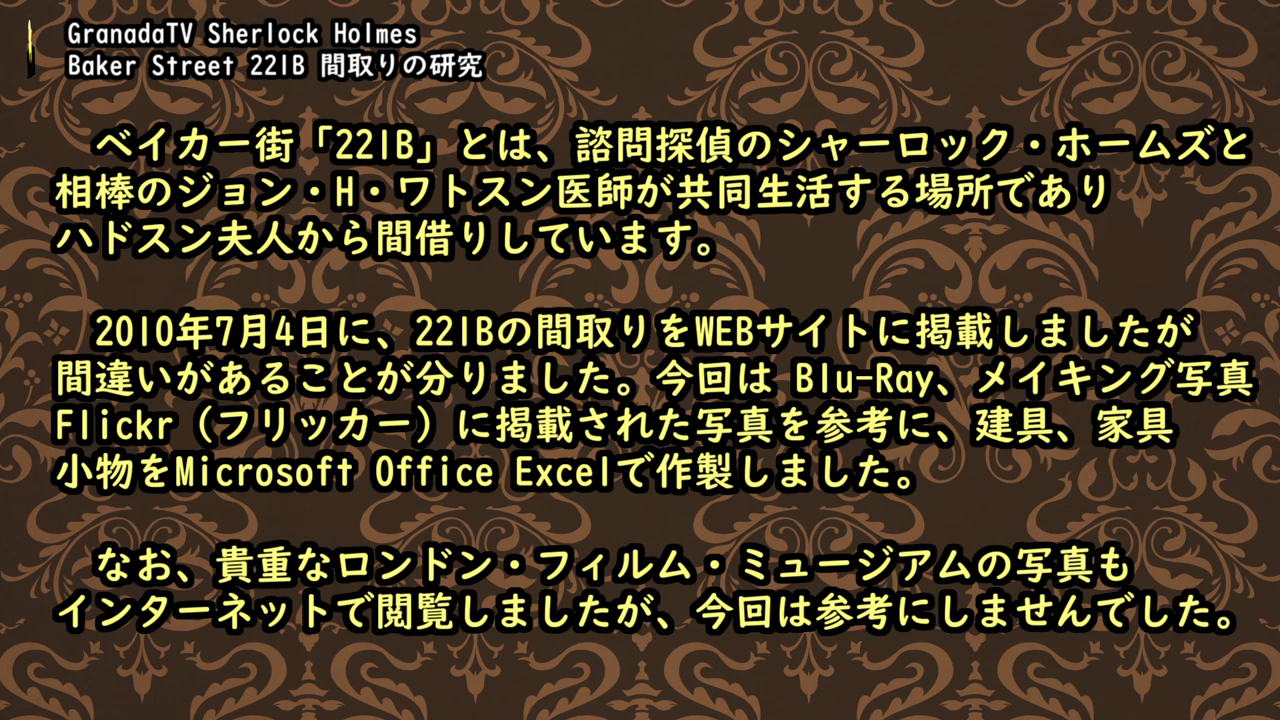 GranadaTV Sherlock Holmes
Baker Street 221B 間取りの研究
ベイカー街「221B」とは、諮問探偵のシャーロック・ホームズと
相棒のジョン・H・ワトスン医師が共同生活する場所であり
ハドスン夫人から間借りしています。
2010年7月4日に、221Bの間取りをWEBサイトに掲載しましたが
間違いがあることが分りました。今回は Blu-Ray、メイキング写真
Flickr（フリッカー）に掲載された写真を参考に、建具、家具
小物をMicrosoft Office Excelで作製しました。
なお、貴重なロンドン・フィルム・ミュージアムの写真も
インターネットで閲覧しましたが、今回は参考にしませんでした。